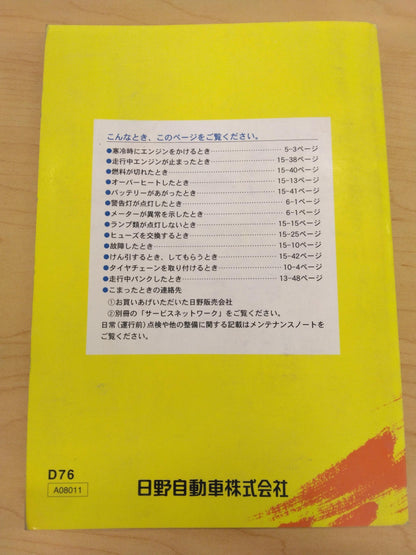 こんなとき、このページをご覧ください。
●寒冷時にエンジンをかけるとき 5-3ページ
●走行中エンジンが止まったとき 15-38ページ
●燃料が切れたとき 15-40ページ
●オーバーヒートしたとき 15-13ページ
●バッテリーがあがったとき 15-41ページ
●警告灯が点灯したとき 6-1ページ
●メーターが異常を示したとき 6-1ページ
●ランプ類が点灯しないとき 15-15ページ
●ヒューズを交換するとき 15-25ページ
●故障したとき 15-10ページ
●けん引するとき、してもらうとき 15-42ページ
●タイヤチェーンを取り付けるとき 10-4ページ
●走行中パンクしたとき 13-48ページ
●こまったときの連絡先
①お買いあげいただいた日野販売会社
②別冊の「サービスネットワーク」をご覧ください。
日常(運行前)点検や他の整備に関する記載はメンテナンスノートを
ご覧ください。
D76
A08011
日野自動車株式会社